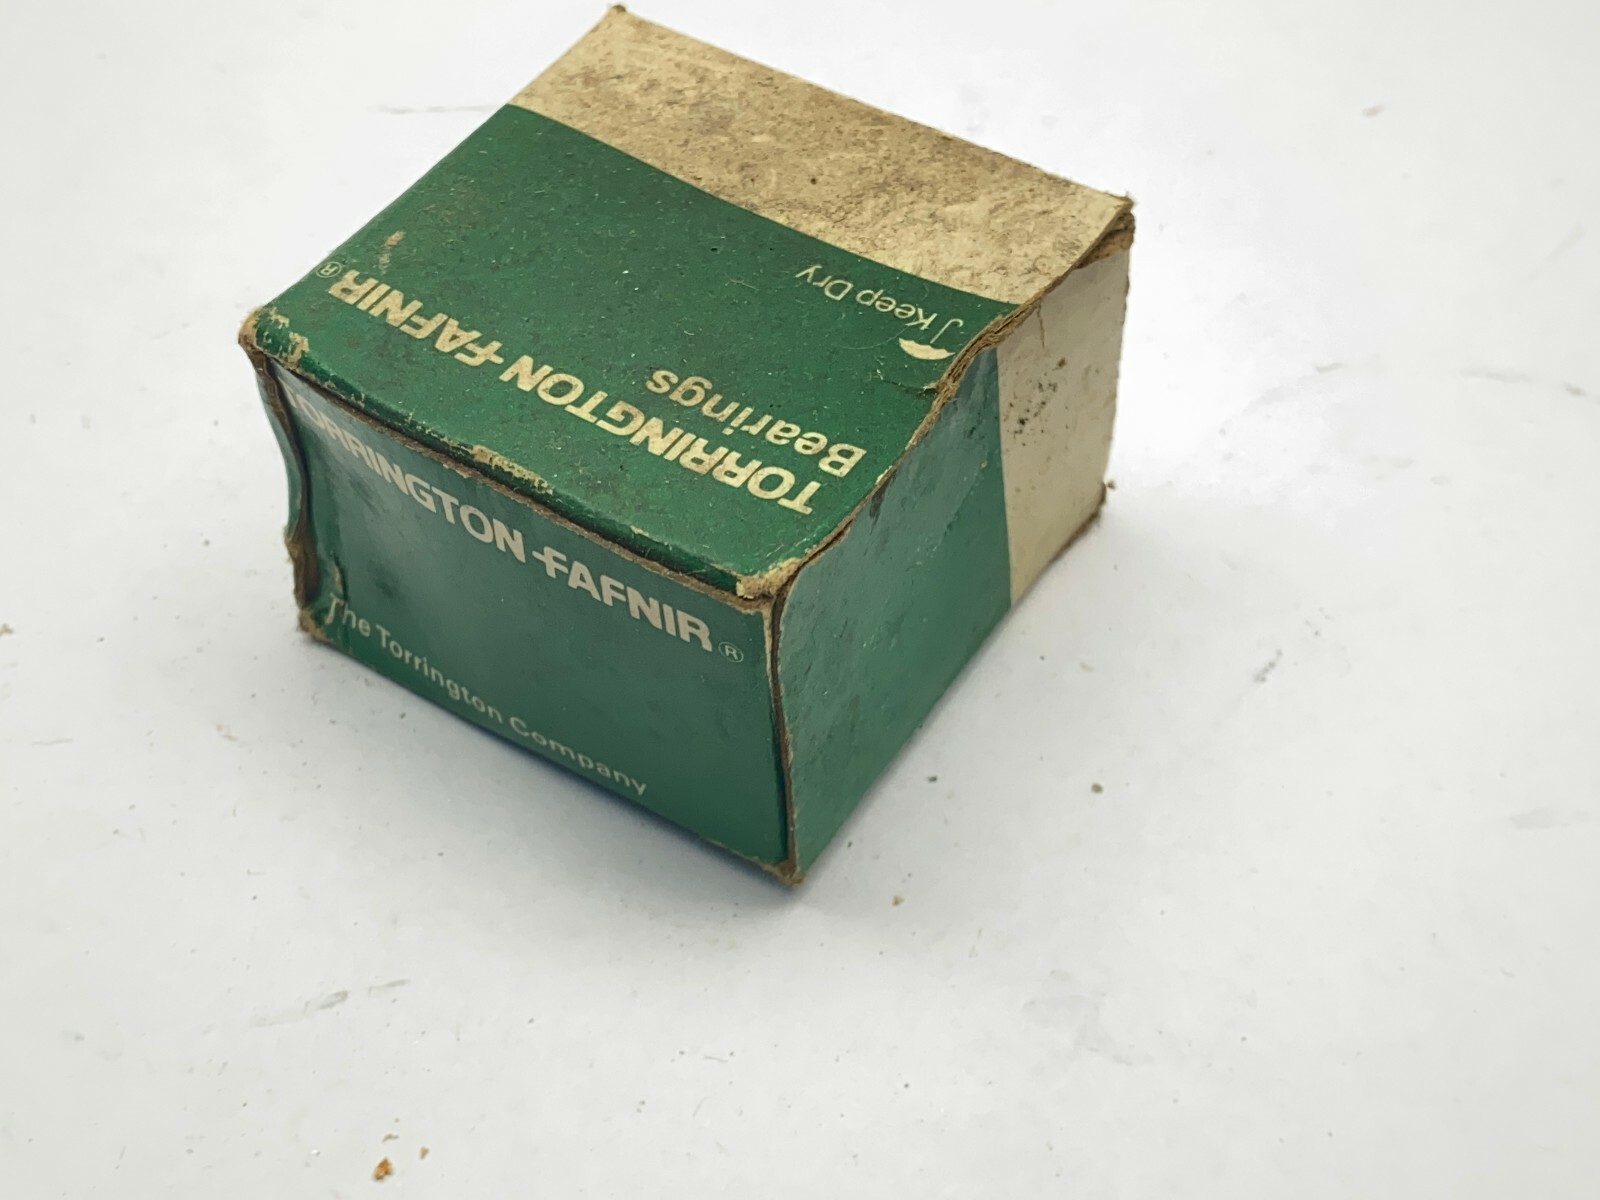 TORRINGTON-FAFNIR®
Bearings
Keep Dry
TORRINGTON-FAFNIR®
The Torrington Company